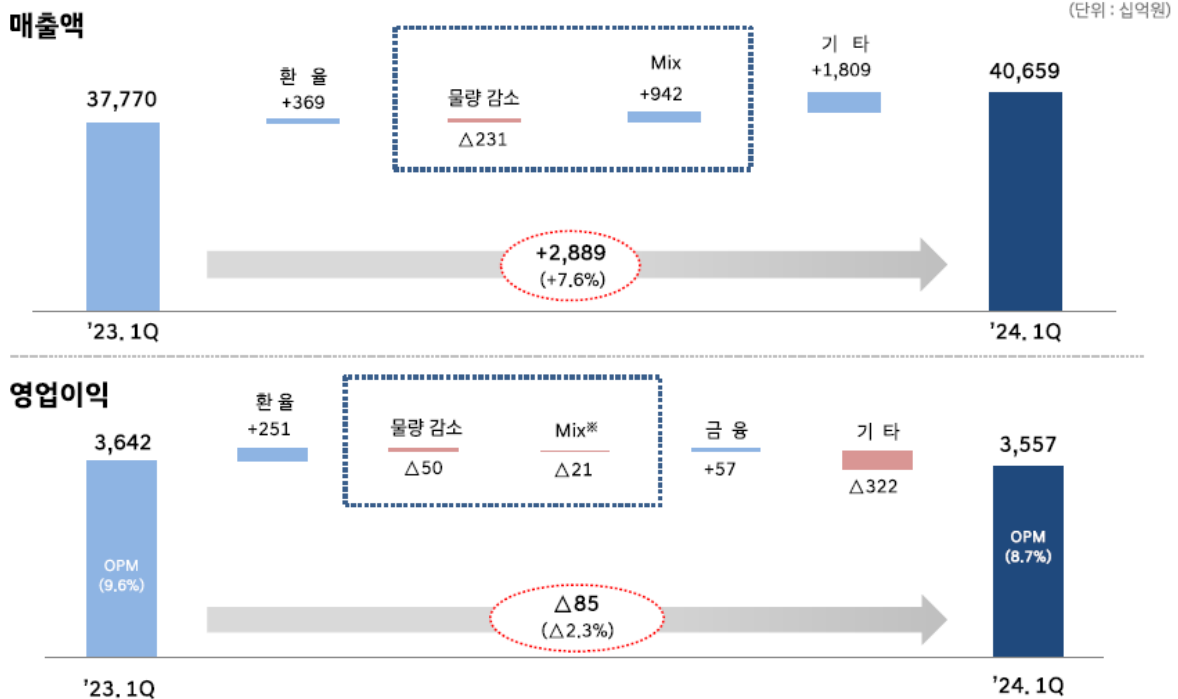 (단위 : 십억원)
매출액
37,770
환 율
+369
물량 감소
△231
Mix
+942
기 타
+1,809
40,659
+2,889
(+7.6%)
’23. 1Q
’24. 1Q
영업이익
3,642
환 율
+251
물량 감소
△50
Mix※
△21
금 융
+57
기 타
△322
3,557
OPM
(9.6%)
OPM
(8.7%)
△85
(△2.3%)
’23. 1Q
’24. 1Q